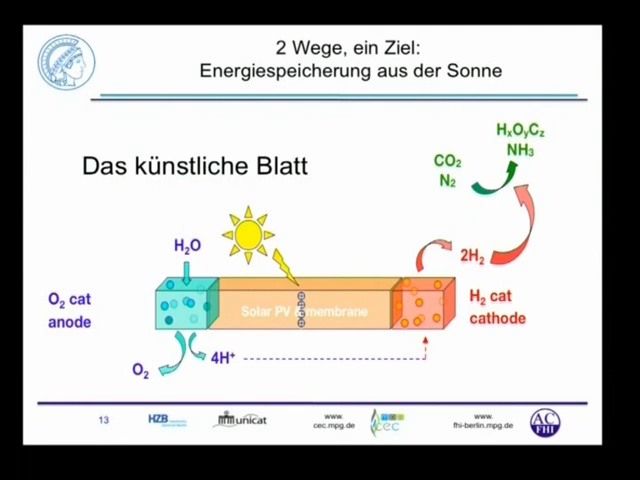 2 Wege, ein Ziel:
Energiespeicherung aus der Sonne
Das künstliche Blatt
HxOyCz
NH3
CO2
N2
H2O
2H2
O2 cat
anode
Solar PV & membrane
H2 cat
cathode
O2
4H+
13
HZB
unicat
www.
cec.mpg.de
cec
www.
fhi-berlin.mpg.de
AC
FHI